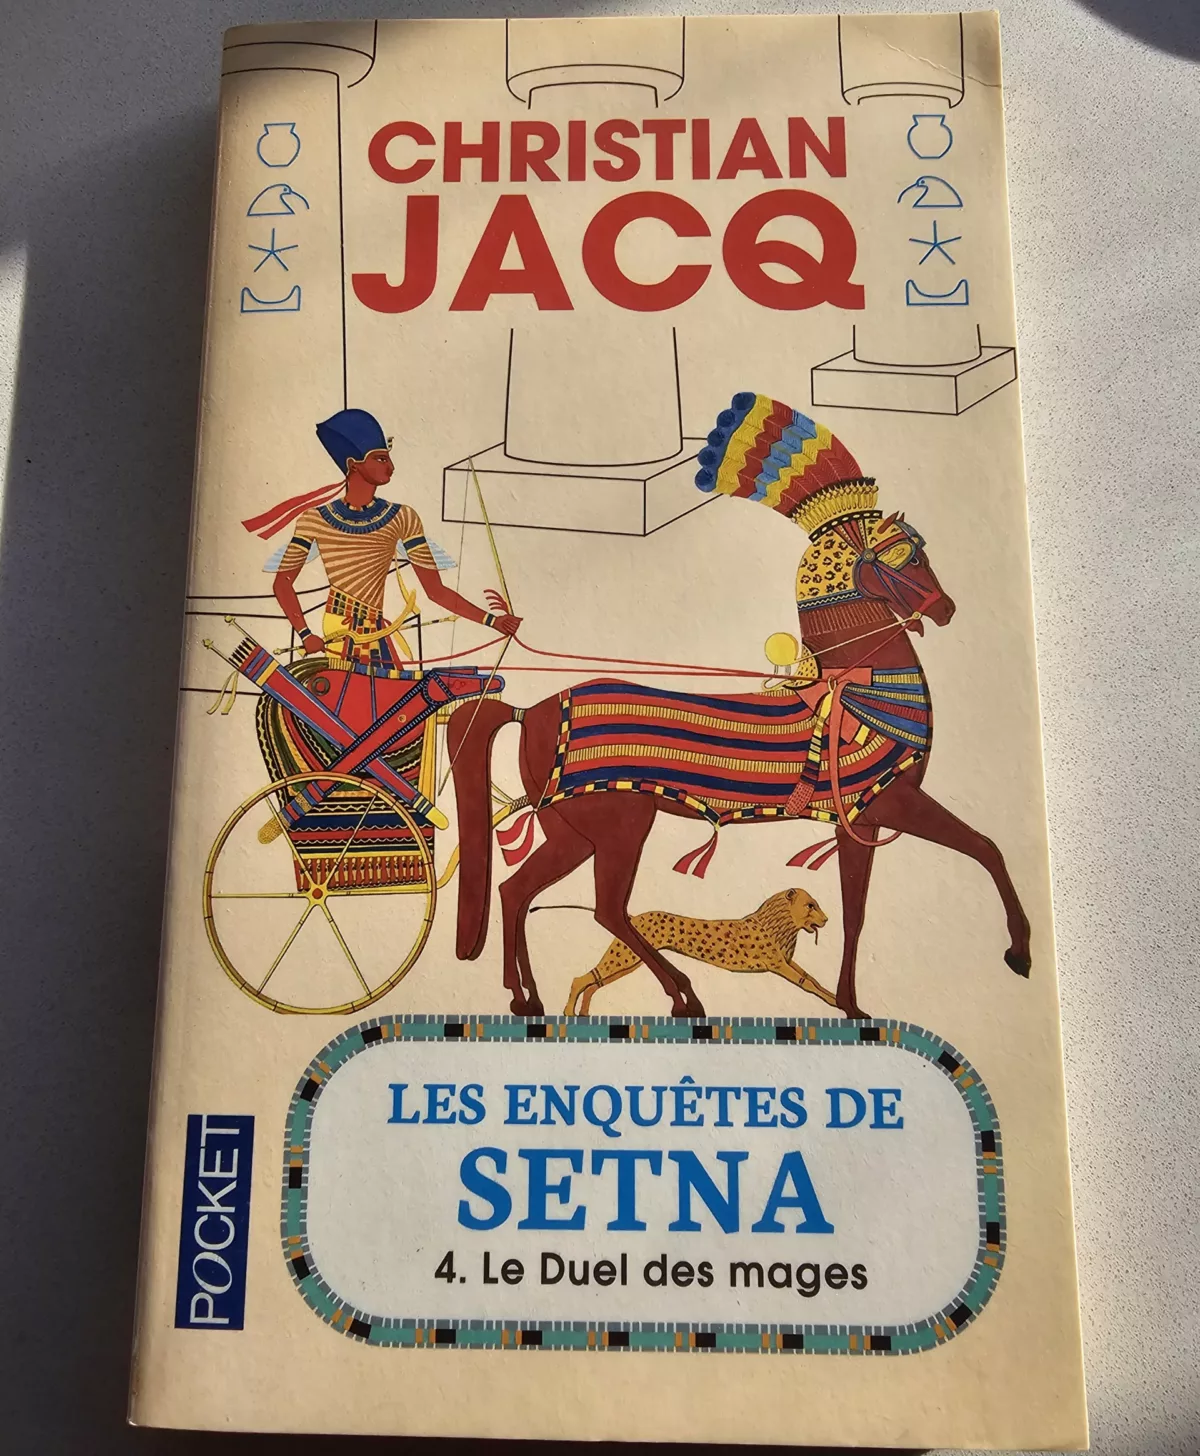 CHRISTIAN
JACQ
LES ENQUÊTES DE
SETNA
4. Le Duel des mages
POCKET